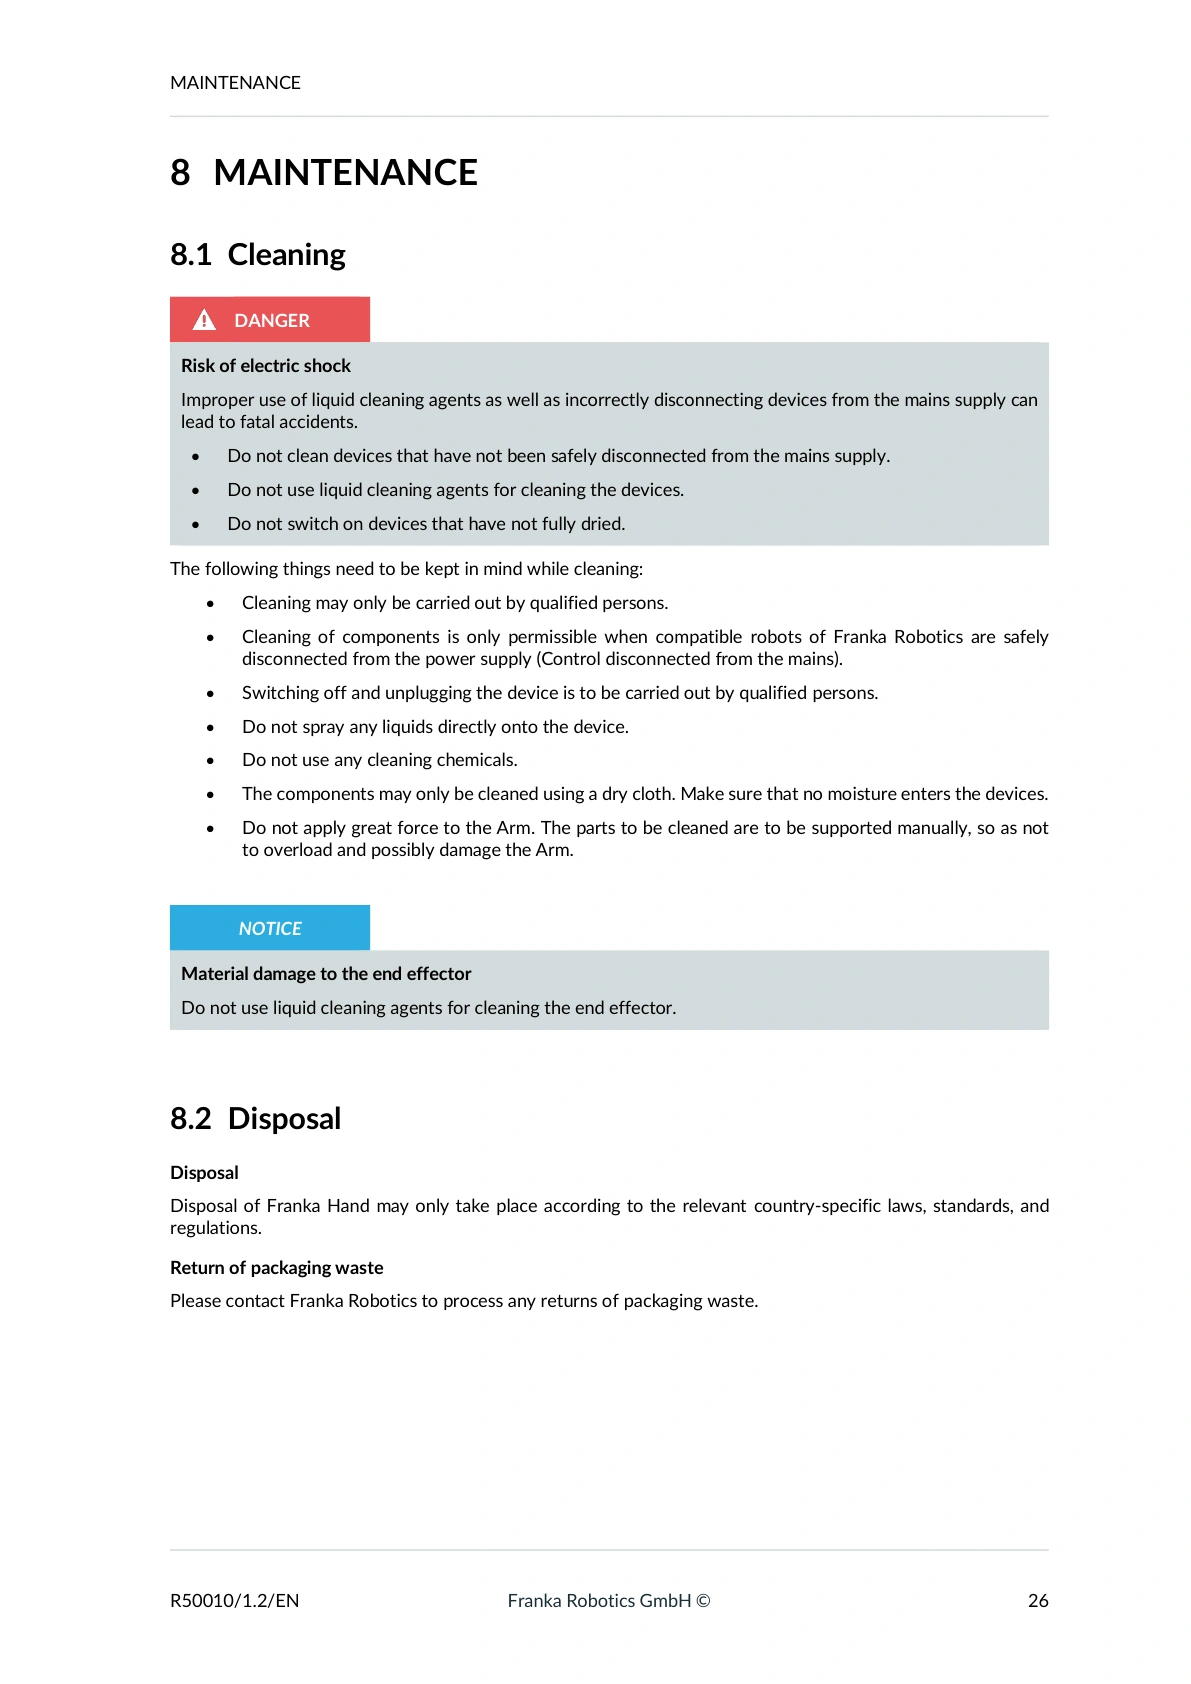 MAINTENANCE
8 MAINTENANCE
8.1 Cleaning
DANGER
Risk of electric shock
Improper use of liquid cleaning agents as well as incorrectly disconnecting devices from the mains supply can
lead to fatal accidents.
• Do not clean devices that have not been safely disconnected from the mains supply.
• Do not use liquid cleaning agents for cleaning the devices.
• Do not switch on devices that have not fully dried.
The following things need to be kept in mind while cleaning:
• Cleaning may only be carried out by qualified persons.
• Cleaning of components is only permissible when compatible robots of Franka Robotics are safely
disconnected from the power supply (Control disconnected from the mains).
• Switching off and unplugging the device is to be carried out by qualified persons.
• Do not spray any liquids directly onto the device.
• Do not use any cleaning chemicals.
• The components may only be cleaned using a dry cloth. Make sure that no moisture enters the devices.
• Do not apply great force to the Arm. The parts to be cleaned are to be supported manually, so as not
to overload and possibly damage the Arm.
NOTICE
Material damage to the end effector
Do not use liquid cleaning agents for cleaning the end effector.
8.2 Disposal
Disposal
Disposal of Franka Hand may only take place according to the relevant country-specific laws, standards, and
regulations.
Return of packaging waste
Please contact Franka Robotics to process any returns of packaging waste.
R50010/1.2/EN Franka Robotics GmbH © 26